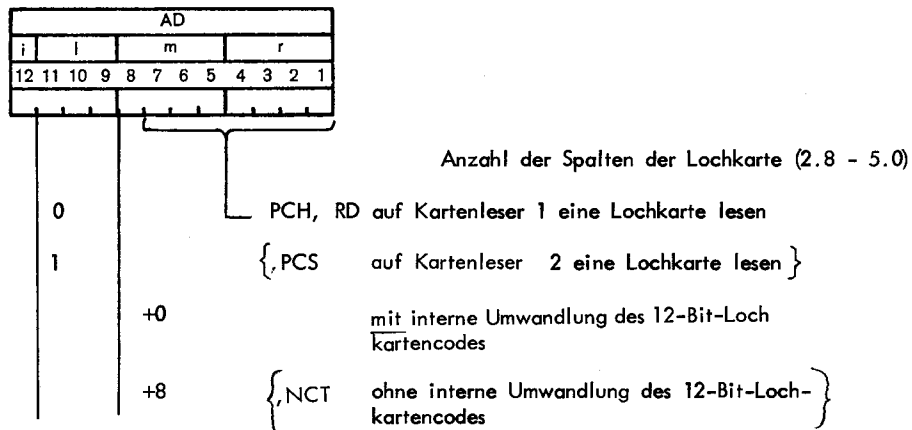 AD
i l m r
12 11 10 9 8 7 6 5 4 3 2 1
Anzahl der Spalten der Lochkarte (2.8 - 5.0)
0 PCH, RD auf Kartenleser 1 eine Lochkarte lesen
1 {,PCS auf Kartenleser 2 eine Lochkarte lesen}
+0 mit interne Umwandlung des 12-Bit-Loch
kartencodes
+8 {,NCT ohne interne Umwandlung des 12-Bit-Loch-
kartencodes}